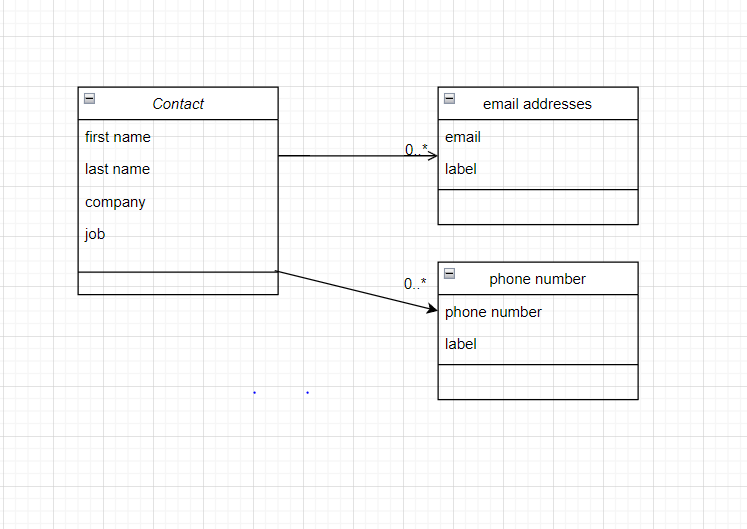 Contact
first name
last name
company
job
0..*
email addresses
email
label
0..*
phone number
phone number
label